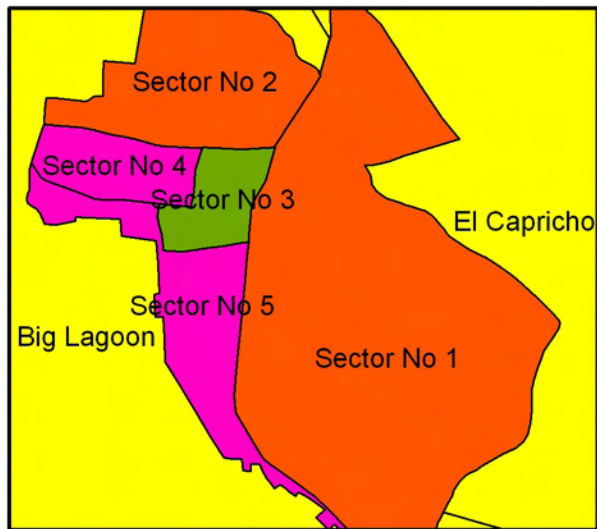 Sector No 2
Sector No 4
Sector No 3
El Capricho
Sector No 5
Big Lagoon
Sector No 1